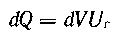 dQ = dVU_r